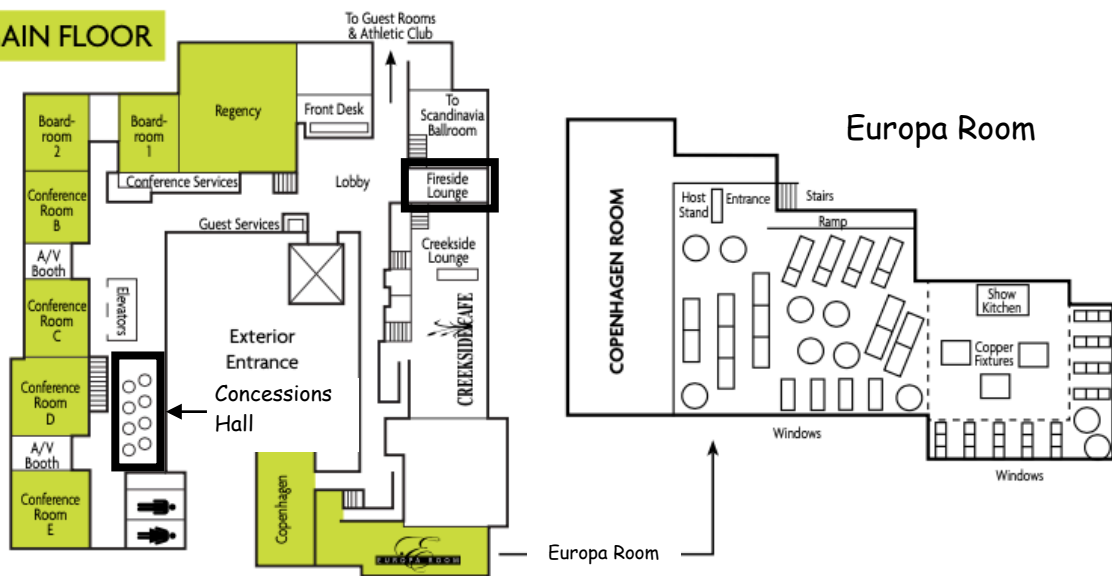 AIN FLOOR
To Guest Rooms
& Athletic Club
Board-
room
2
Board-
room
1
Regency
Front Desk
To
Scandinavia
Ballroom
Conference Services
Lobby
Fireside
Lounge
Conference
Room
B
Guest Services
A/V
Booth
Creekside
Lounge
Elevators
Conference
Room
C
CREEKSIDE CAFE
Exterior
Entrance
Concessions
Hall
Conference
Room
D
A/V
Booth
Conference
Room
E
Copenhagen
EUROPA ROOM
Europa Room
Europa Room
COPENHAGEN ROOM
Host
Stand
Entrance
Stairs
Ramp
Show
Kitchen
Copper
Fixtures
Windows
Windows